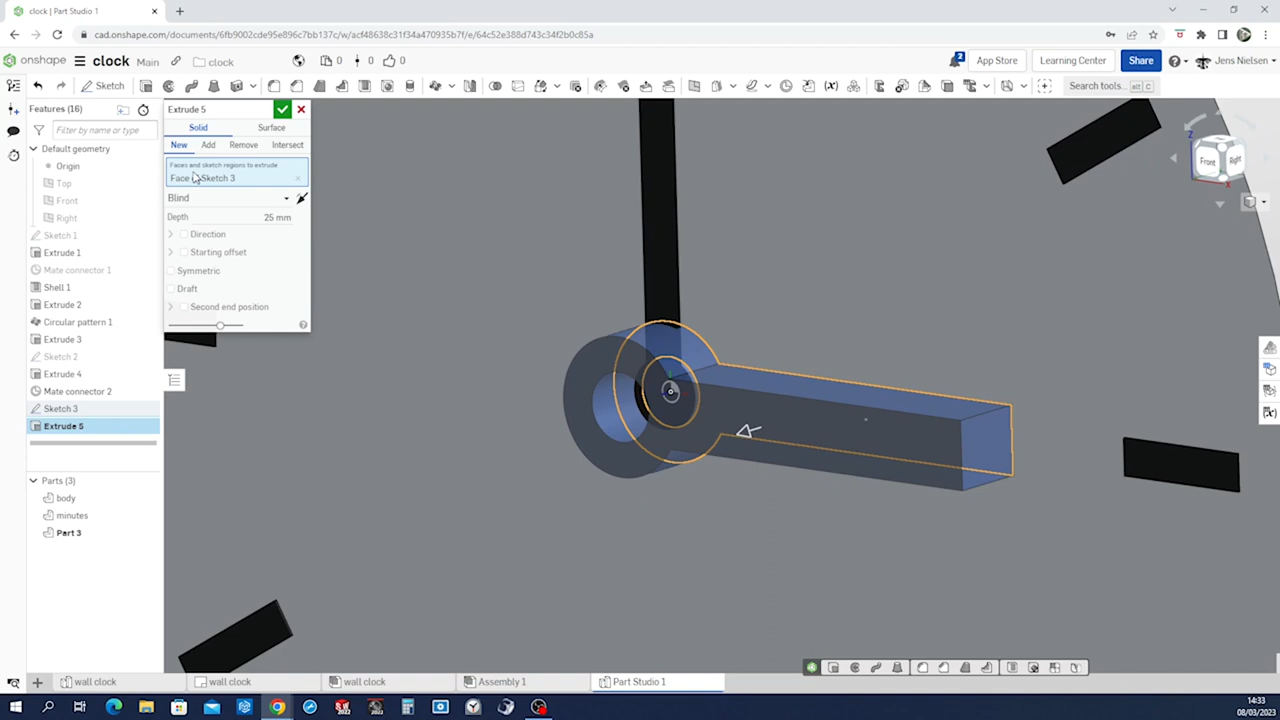 clock | Part Studio 1
cad.onshape.com/documents/6fb9002cde95e896c7bb137c/w/acf48638c31f34a470935b7f/e/64c52e388d743c34f2b0c85a
onshape
clock
Main
clock
0
0
0
2
App Store
Learning Center
Share
Jens Nielsen
Sketch
(x)
Search tools...
alt
C
Features (16)
Filter by name or type
Default geometry
Origin
Top
Front
Right
Sketch 1
Extrude 1
Mate connector 1
Shell 1
Extrude 2
Circular pattern 1
Extrude 3
Sketch 2
Extrude 4
Mate connector 2
Sketch 3
Extrude 5
Parts (3)
body
minutes
Part 3
Extrude 5
Solid
Surface
New
Add
Remove
Intersect
Faces and sketch regions to extrude
Face
Sketch 3
Blind
Depth
25 mm
Direction
Starting offset
Symmetric
Draft
Second end position
Z
Front
Right
X
(x)
wall clock
wall clock
wall clock
Assembly 1
Part Studio 1
14:33
08/03/2023